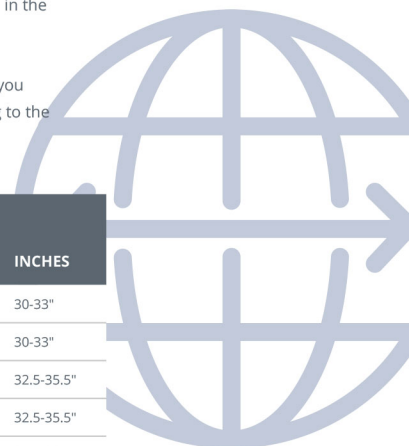 in the
you
to the
INCHES
30-33"
30-33"
32.5-35.5"
32.5-35.5"